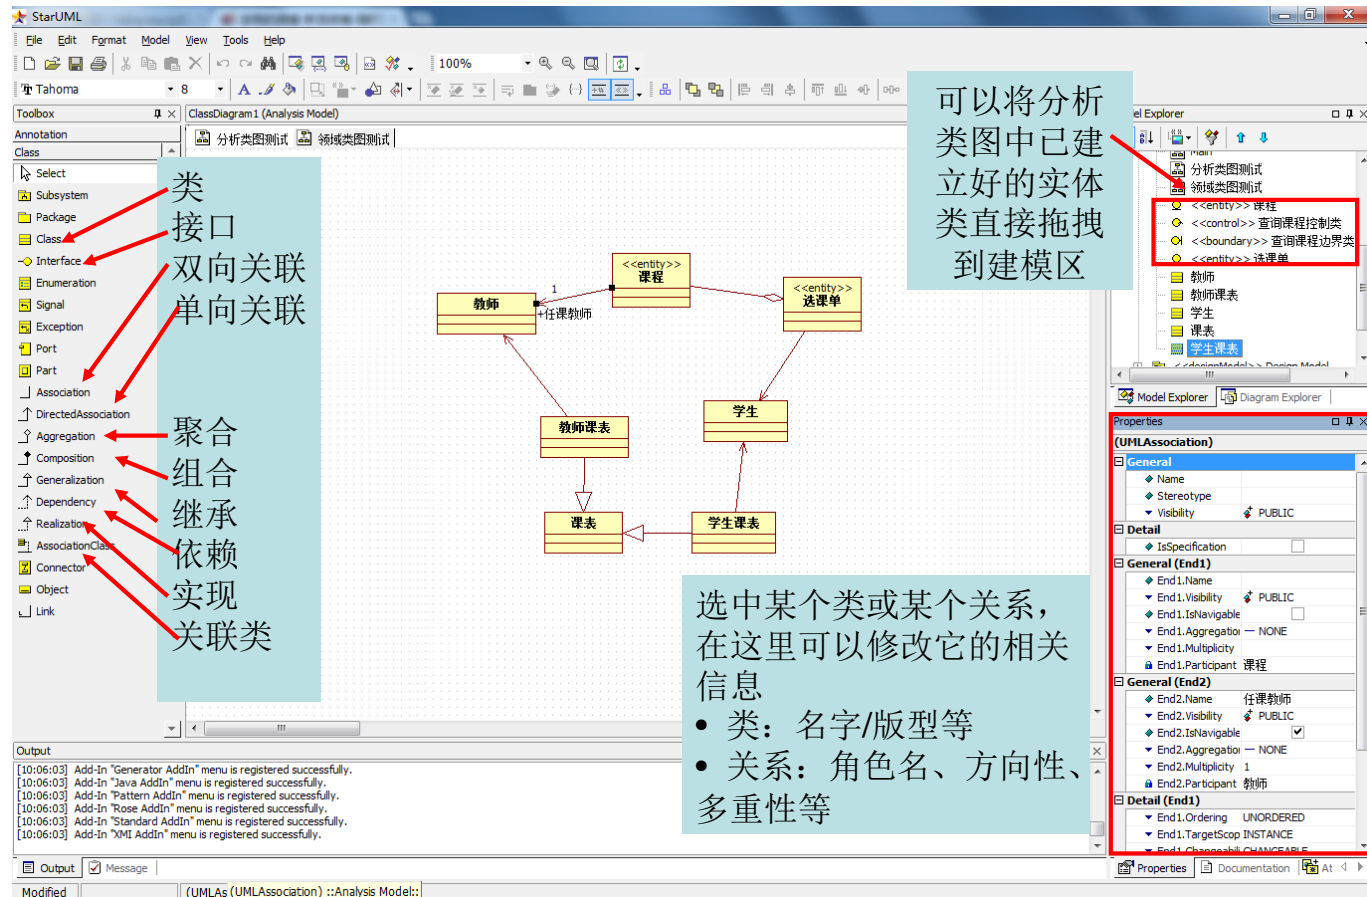 StarUML
File Edit Format Model View Tools Help
100%
Tahoma 8
Toolbox
Annotation
Class
Select
Subsystem
Package
Class
Interface
Enumeration
Signal
Exception
Port
Part
Association
DirectedAssociation
Aggregation
Composition
Generalization
Dependency
Realization
AssociationClass
Connector
Object
Link
类
接口
双向关联
单向关联
聚合
组合
继承
依赖
实现
关联类
ClassDiagram1 (Analysis Model)
分析类图测试 领域类图测试
<<entity>>
课程
<<entity>>
选课单
教师
1
+任课教师
教师课表
学生
课表
学生课表
可以将分析
类图中已建
立好的实体
类直接拖拽
到建模区
选中某个类或某个关系，
在这里可以修改它的相关
信息
• 类：名字/版型等
• 关系：角色名、方向性、
多重性等
el Explorer
Main
分析类图测试
领域类图测试
<<entity>> 课程
<<control>> 查询课程控制类
<<boundary>> 查询课程边界类
<<entity>> 选课单
教师
教师课表
学生
课表
学生课表
<<designModel>> Design Model
Model Explorer Diagram Explorer
Properties
(UMLAssociation)
General
Name
Stereotype
Visibility PUBLIC
Detail
IsSpecification
General (End1)
End1.Name
End1.Visibility PUBLIC
End1.IsNavigable
End1.Aggregation NONE
End1.Multiplicity
End1.Participant 课程
General (End2)
End2.Name 任课教师
End2.Visibility PUBLIC
End2.IsNavigable
End2.Aggregation NONE
End2.Multiplicity 1
End2.Participant 教师
Detail (End1)
End1.Ordering UNORDERED
End1.TargetScop INSTANCE
End1.Changeabili CHANGEABLE
Properties Documentation At
Output
[10:06:03] Add-In "Generator AddIn" menu is registered successfully.
[10:06:03] Add-In "Java AddIn" menu is registered successfully.
[10:06:03] Add-In "Pattern AddIn" menu is registered successfully.
[10:06:03] Add-In "Rose AddIn" menu is registered successfully.
[10:06:03] Add-In "Standard AddIn" menu is registered successfully.
[10:06:03] Add-In "XMI AddIn" menu is registered successfully.
Output Message
Modified (UMLAs (UMLAssociation) ::Analysis Model::